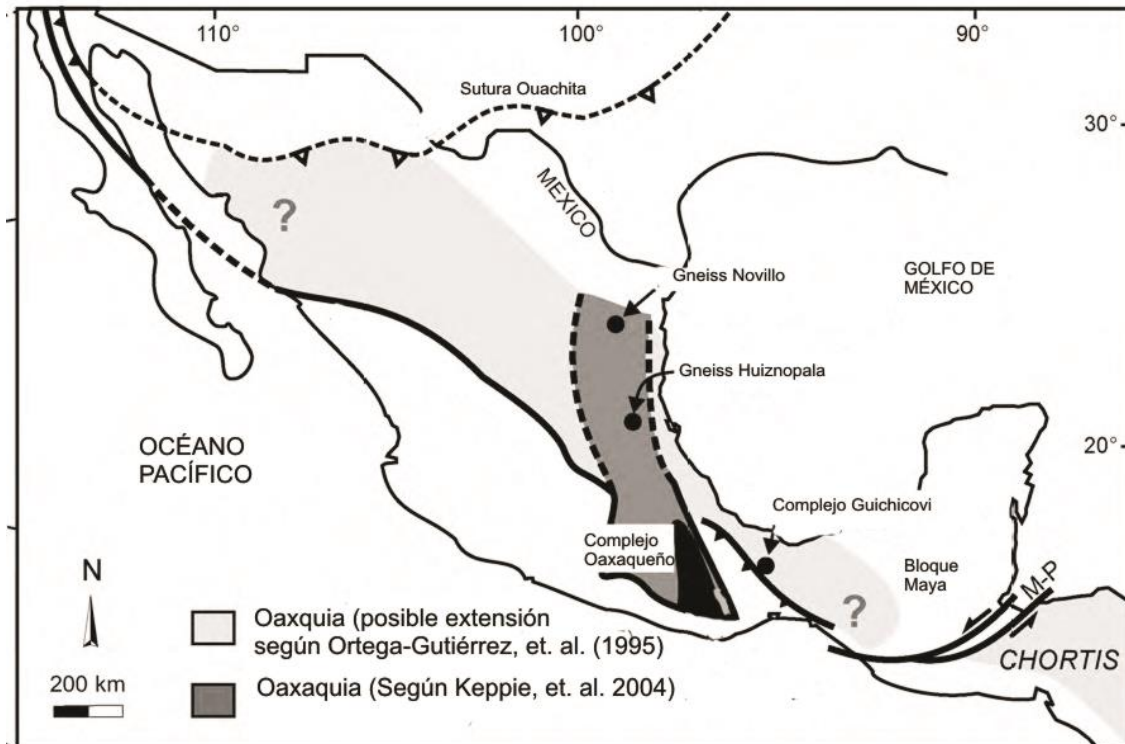 110°
100°
90°
Sutura Ouachita
30°
MEXICO
?
Gneiss Novillo
GOLFO DE
MÉXICO
Gneiss Huiznopala
OCÉANO
PACÍFICO
20°
Complejo Guichicovi
Complejo
Oaxaqueño
Bloque
Maya
M-P
N
?
CHORTIS
Oaxquia (posible extensión
según Ortega-Gutiérrez, et. al. (1995)
200 km
Oaxaquia (Según Keppie, et. al. 2004)